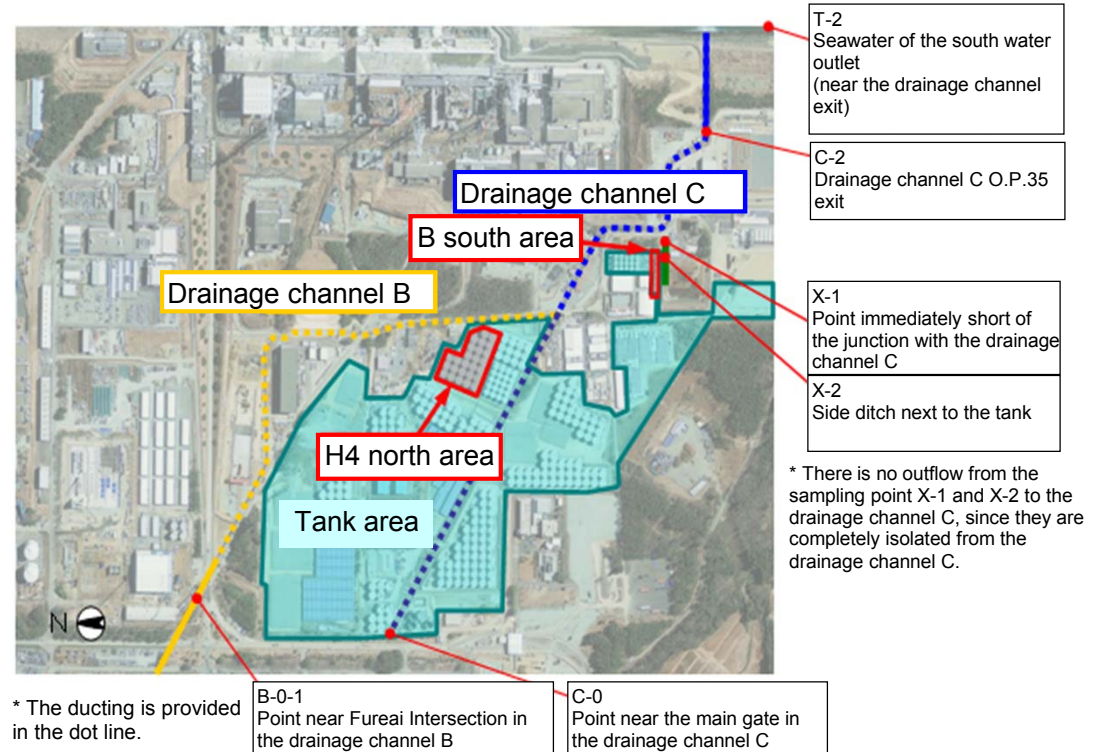 T-2
Seawater of the south water
outlet
(near the drainage channel
exit)
C-2
Drainage channel C O.P.35
exit
Drainage channel C
B south area
Drainage channel B
X-1
Point immediately short of
the junction with the drainage
channel C
X-2
Side ditch next to the tank
H4 north area
* There is no outflow from the
sampling point X-1 and X-2 to the
drainage channel C, since they are
completely isolated from the
drainage channel C.
Tank area
N
* The ducting is provided
in the dot line.
B-0-1
Point near Fureai Intersection in
the drainage channel B
C-0
Point near the main gate in
the drainage channel C